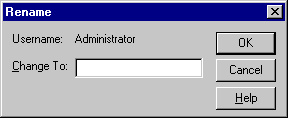 Rename
Username: Administrator
OK
Change To:
Cancel
Help